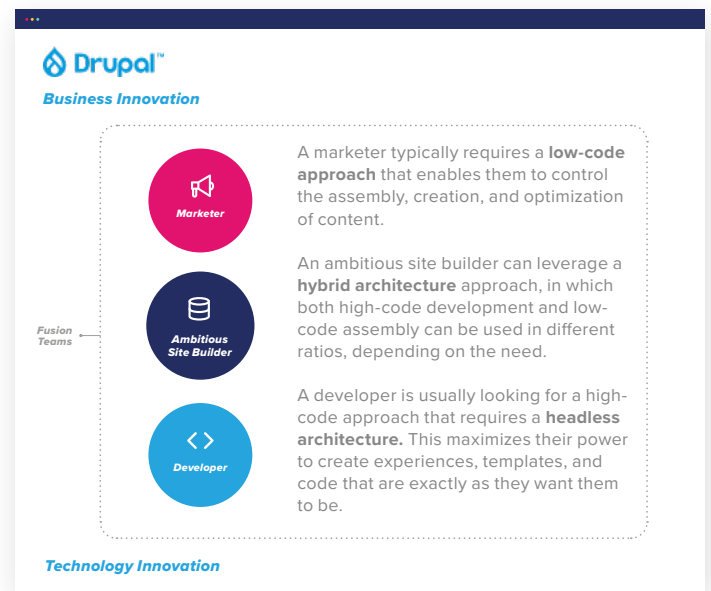 Drupal™
Business Innovation
A marketer typically requires a low-code
approach that enables them to control
the assembly, creation, and optimization
of content.
Marketer
An ambitious site builder can leverage a
hybrid architecture approach, in which
both high-code development and low-
code assembly can be used in different
ratios, depending on the need.
Ambitious
Site Builder
Fusion
Teams
A developer is usually looking for a high-
code approach that requires a headless
architecture. This maximizes their power
to create experiences, templates, and
code that are exactly as they want them
to be.
Developer
Technology Innovation